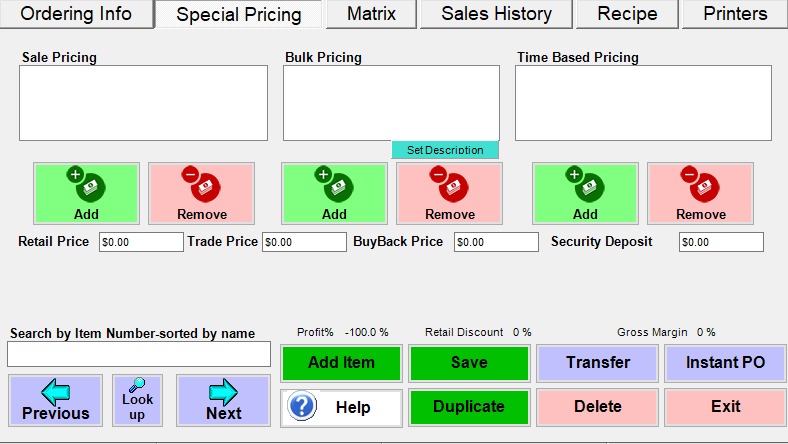 Ordering Info Special Pricing Matrix Sales History Recipe Printers
Sale Pricing Bulk Pricing Time Based Pricing
Set Description
Add Remove Add Remove Add Remove
Retail Price $0.00 Trade Price $0.00 BuyBack Price $0.00 Security Deposit $0.00
Search by Item Number-sorted by name Profit% -100.0 % Retail Discount 0 % Gross Margin 0 %
Add Item Save Transfer Instant PO
Previous Look up Next Help Duplicate Delete Exit